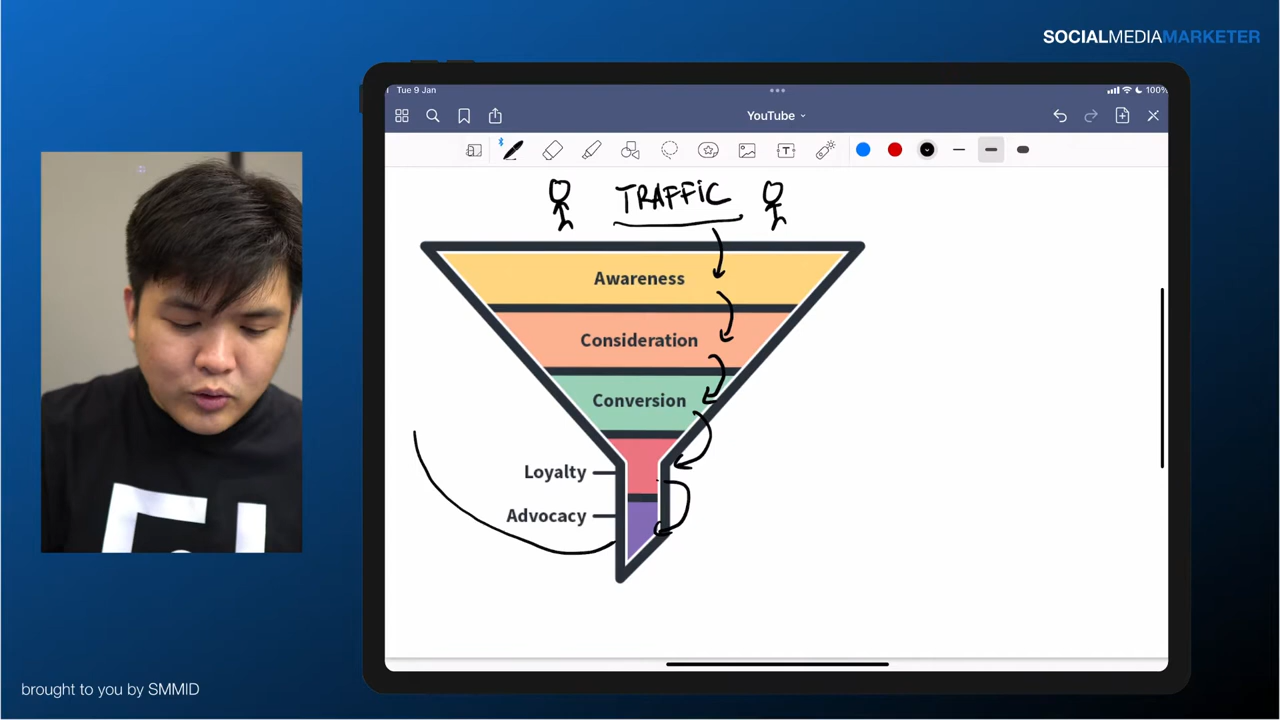 SOCIALMEDIAMARKETER
Tue 9 Jan
100%
YouTube
T
TRAFFIC
Awareness
Consideration
Conversion
Loyalty
Advocacy
brought to you by SMMID